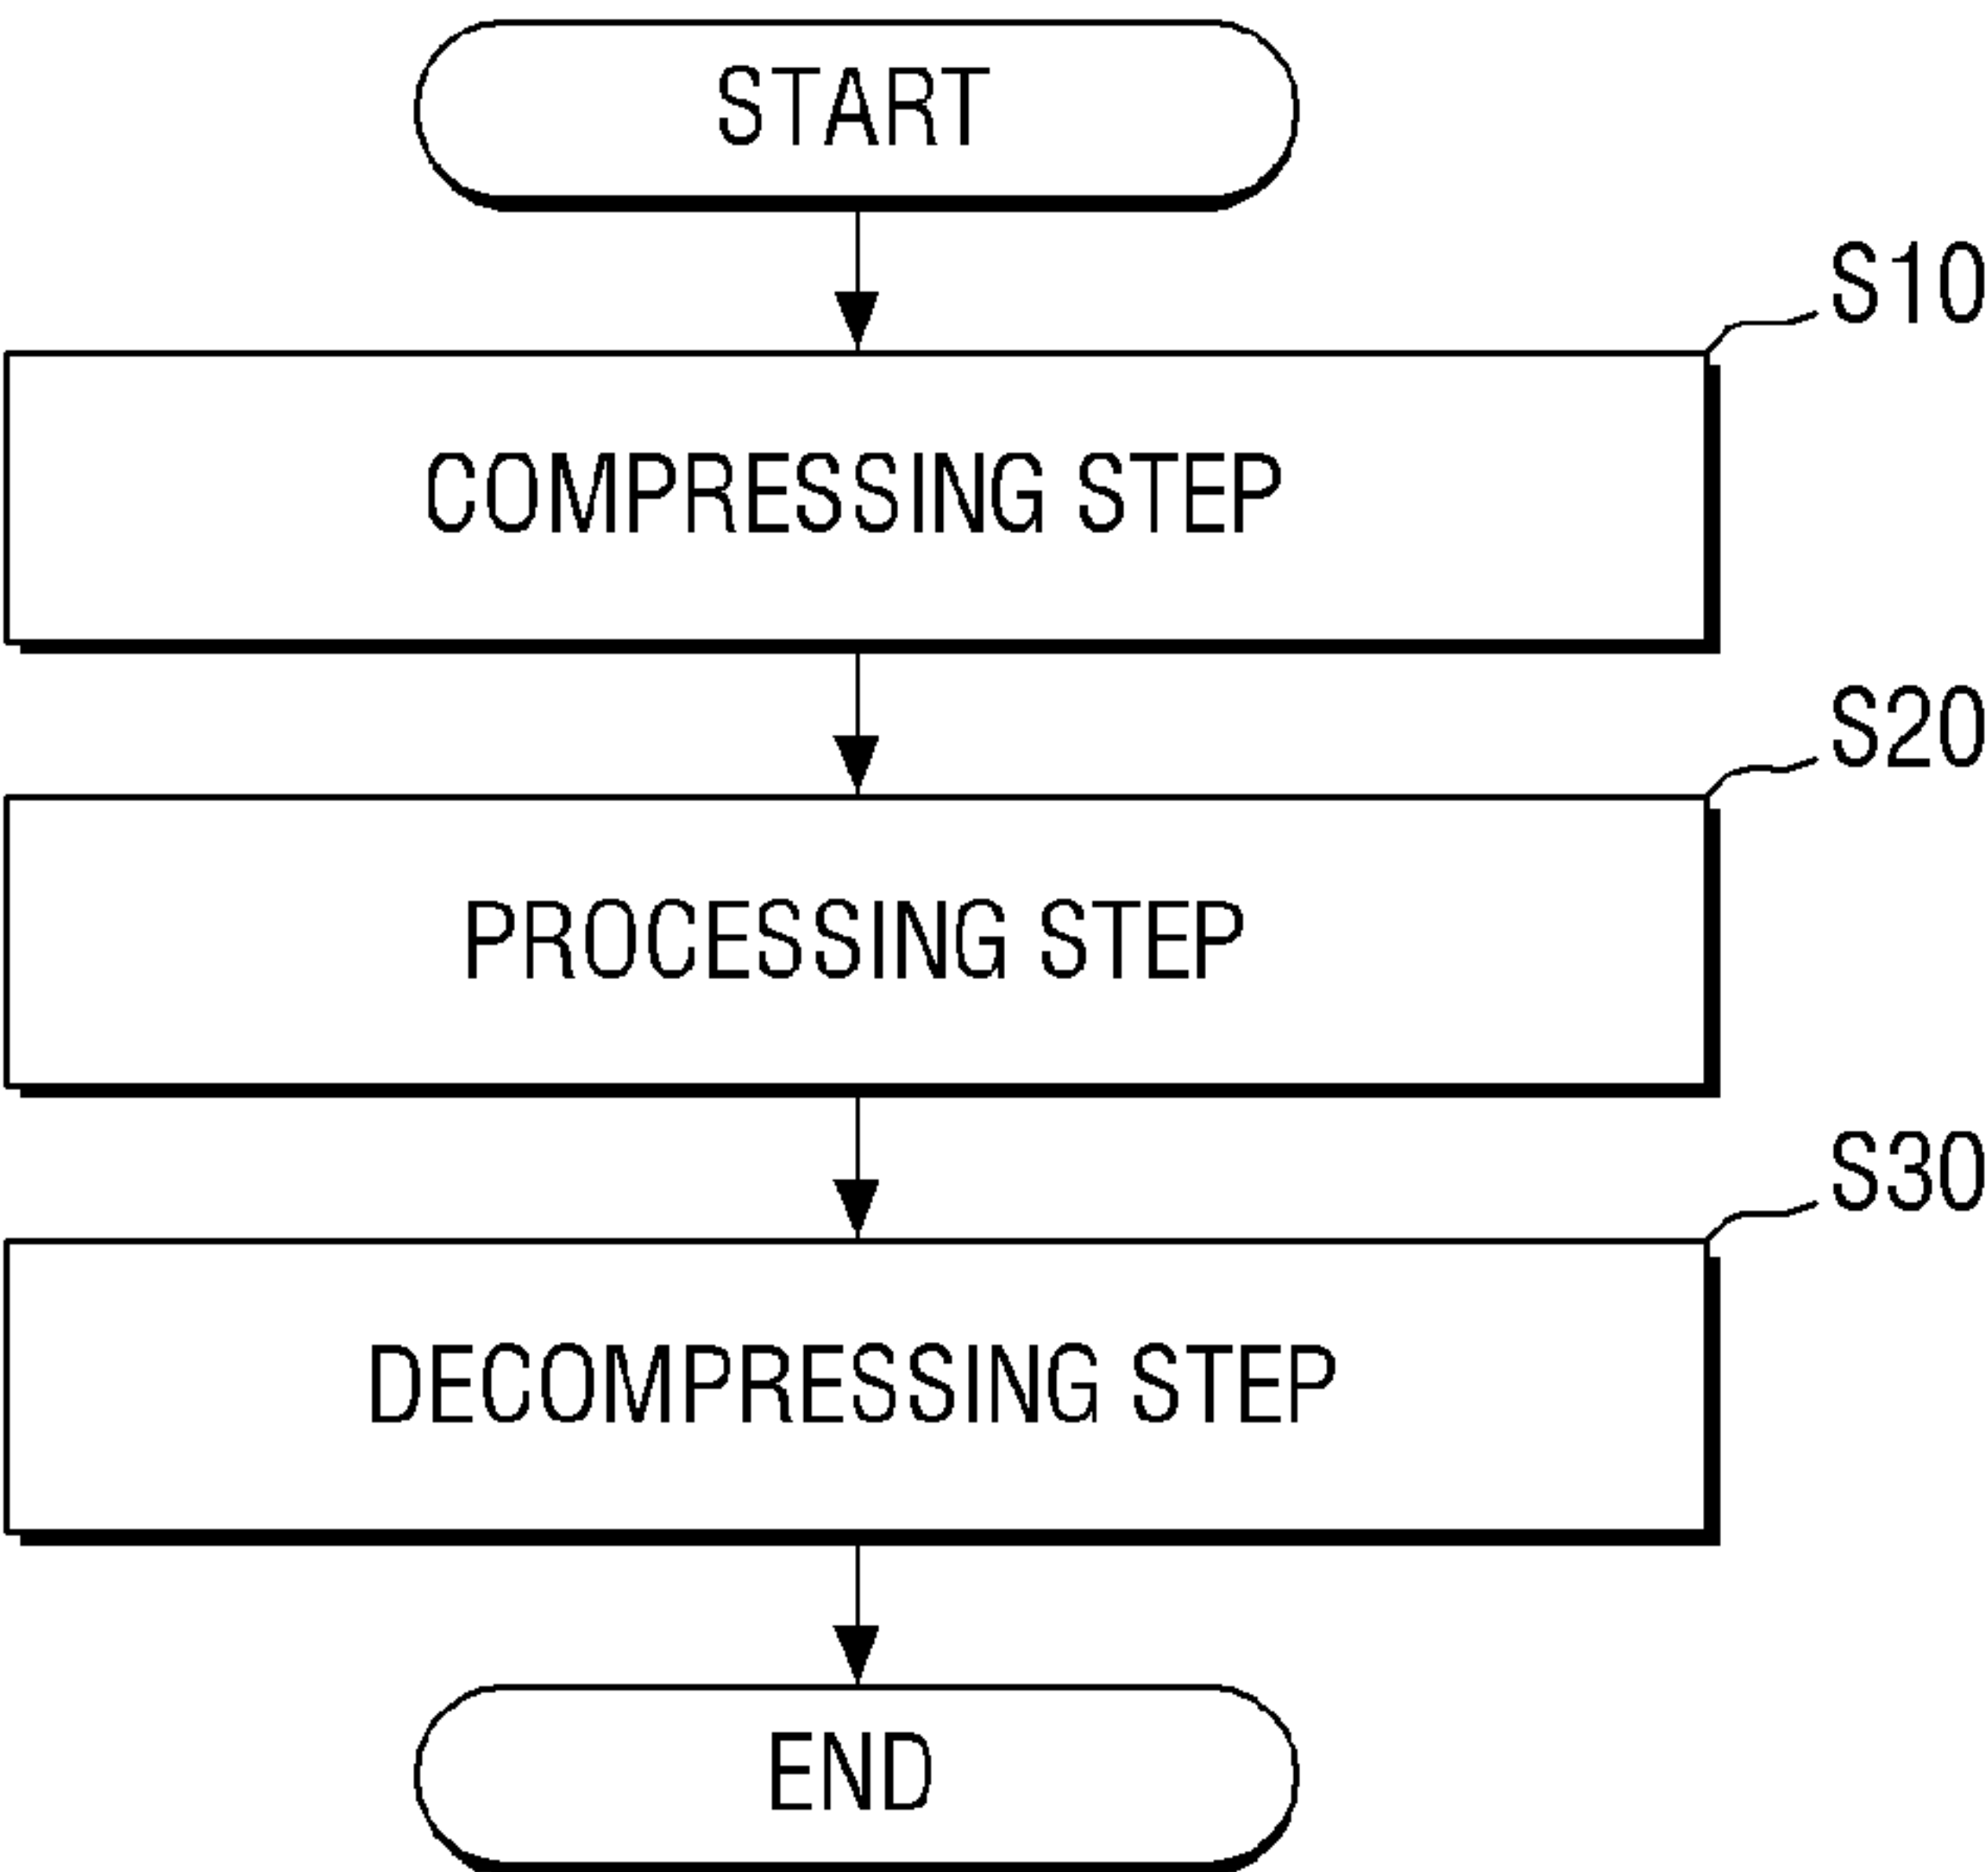 START
S10
COMPRESSING STEP
S20
PROCESSING STEP
S30
DECOMPRESSING STEP
END